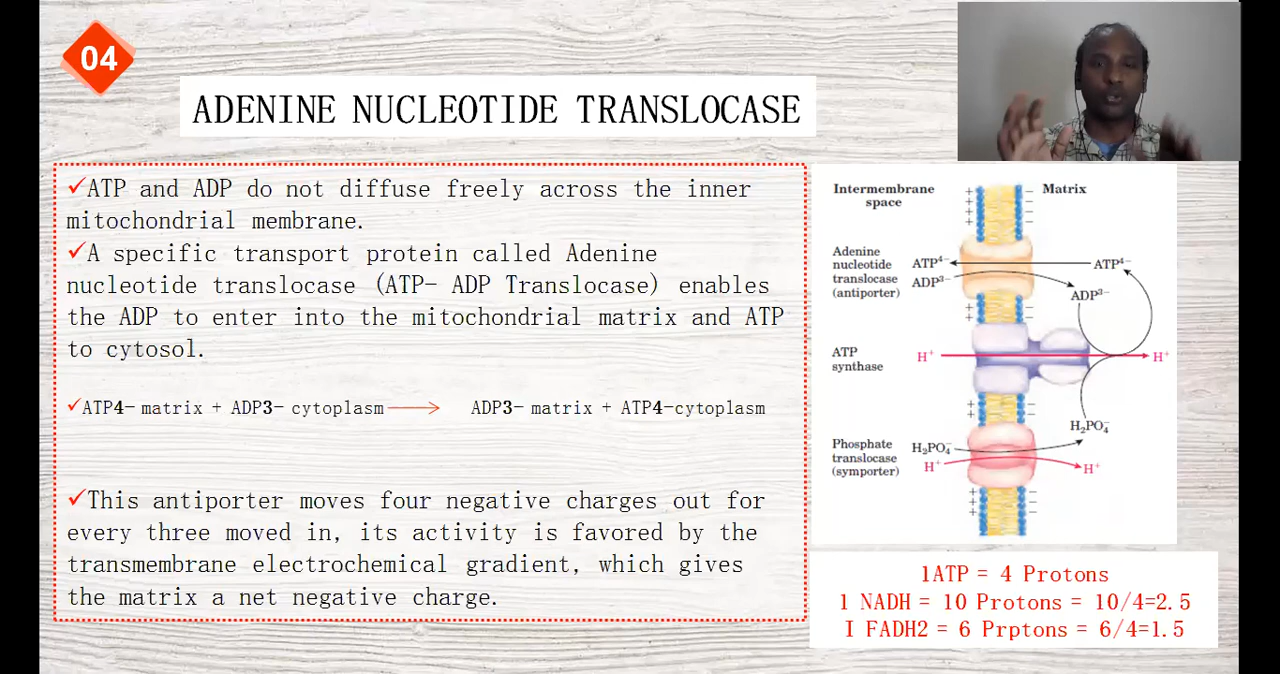 04
ADENINE NUCLEOTIDE TRANSLOCASE
✓ATP and ADP do not diffuse freely across the inner
mitochondrial membrane.
✓A specific transport protein called Adenine
nucleotide translocase (ATP- ADP Translocase) enables
the ADP to enter into the mitochondrial matrix and ATP
to cytosol.
✓ATP4- matrix + ADP3- cytoplasm → ADP3- matrix + ATP4-cytoplasm
✓This antiporter moves four negative charges out for
every three moved in, its activity is favored by the
transmembrane electrochemical gradient, which gives
the matrix a net negative charge.
Intermembrane
space
Matrix
Adenine
nucleotide
translocase
(antiporter)
ATP⁴⁻
ATP⁴⁻
ADP³⁻
ADP³⁻
ATP
synthase
H⁺
H⁺
H₂PO₄⁻
Phosphate
translocase
(symporter)
H₂PO₄⁻
H⁺
H⁺
1ATP = 4 Protons
1 NADH = 10 Protons = 10/4=2.5
I FADH2 = 6 Prptons = 6/4=1.5